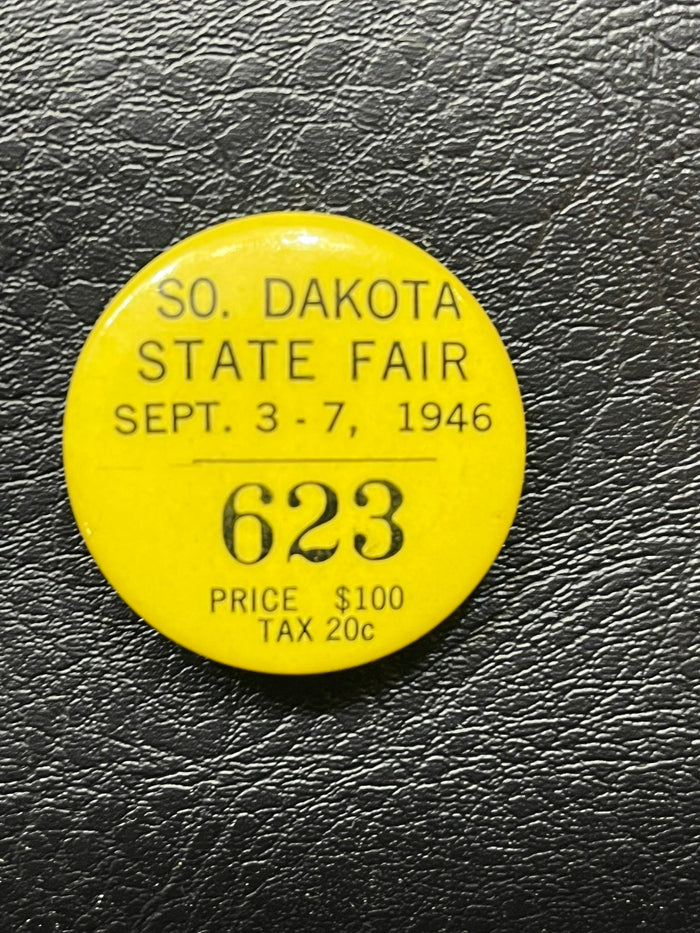 SO. DAKOTA
STATE FAIR
SEPT. 3 - 7, 1946
623
PRICE $100
TAX 20c